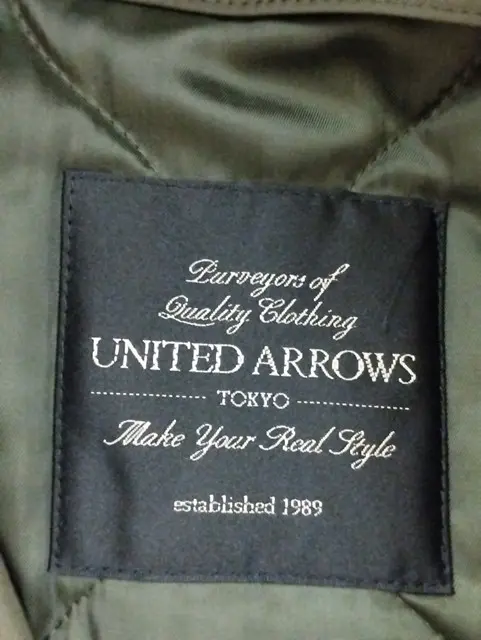 Purveyors of
Quality Clothing
UNITED ARROWS
TOKYO
Make Your Real Style
established 1989